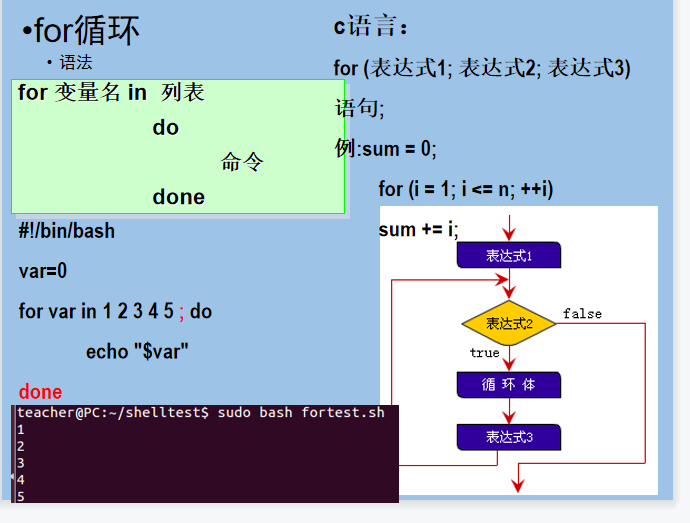 •for循环
• 语法
for 变量名 in 列表
do
命令
done
#!/bin/bash
var=0
for var in 1 2 3 4 5 ; do
echo "$var"
done
teacher@PC:~/shelltest$ sudo bash fortest.sh
1
2
3
4
5
c语言：
for (表达式1; 表达式2; 表达式3)
语句;
例:sum = 0;
for (i = 1; i <= n; ++i)
sum += i;
表达式1
表达式2
false
true
循 环 体
表达式3